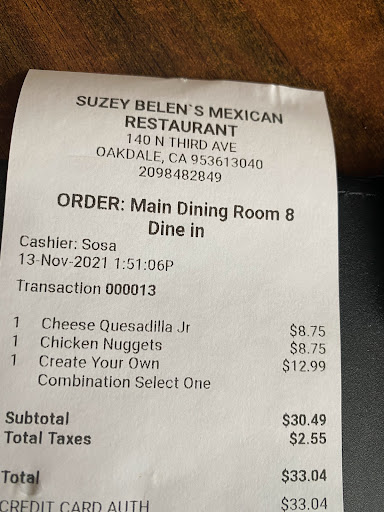 SUZEY BELEN`S MEXICAN
RESTAURANT
140 N THIRD AVE
OAKDALE, CA 953613040
2098482849
ORDER: Main Dining Room 8
Dine in
Cashier: Sosa
13-Nov-2021 1:51:06P
Transaction 000013
1 Cheese Quesadilla Jr $8.75
1 Chicken Nuggets $8.75
1 Create Your Own $12.99
Combination Select One
Subtotal $30.49
Total Taxes $2.55
Total $33.04
CREDIT CARD AUTH $33.04